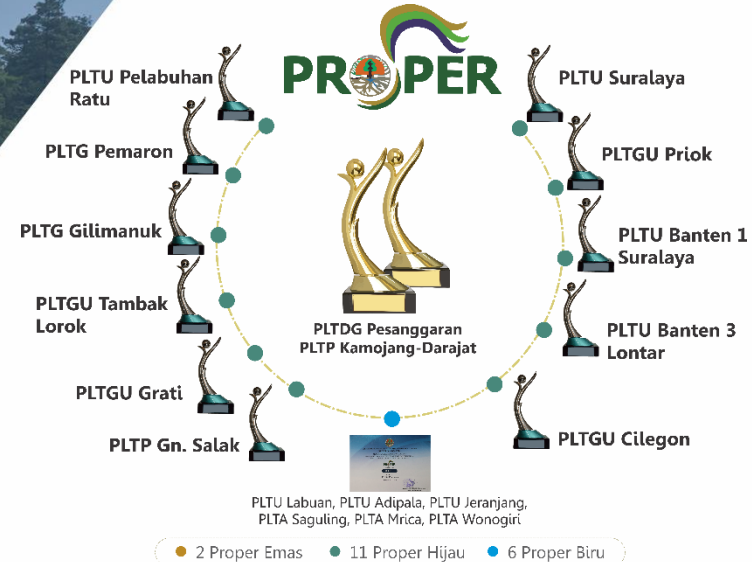 PROPER
PLTU Pelabuhan
Ratu
PLTG Pemaron
PLTG Gilimanuk
PLTGU Tambak
Lorok
PLTGU Grati
PLTP Gn. Salak
PLTU Suralaya
PLTGU Priok
PLTU Banten 1
Suralaya
PLTU Banten 3
Lontar
PLTGU Cilegon
PLTDG Pesanggaran
PLTP Kamojang-Darajat
PLTU Labuan, PLTU Adipala, PLTU Jeranjang,
PLTA Saguling, PLTA Mrica, PLTA Wonogiri
2 Proper Emas
11 Proper Hijau
6 Proper Biru